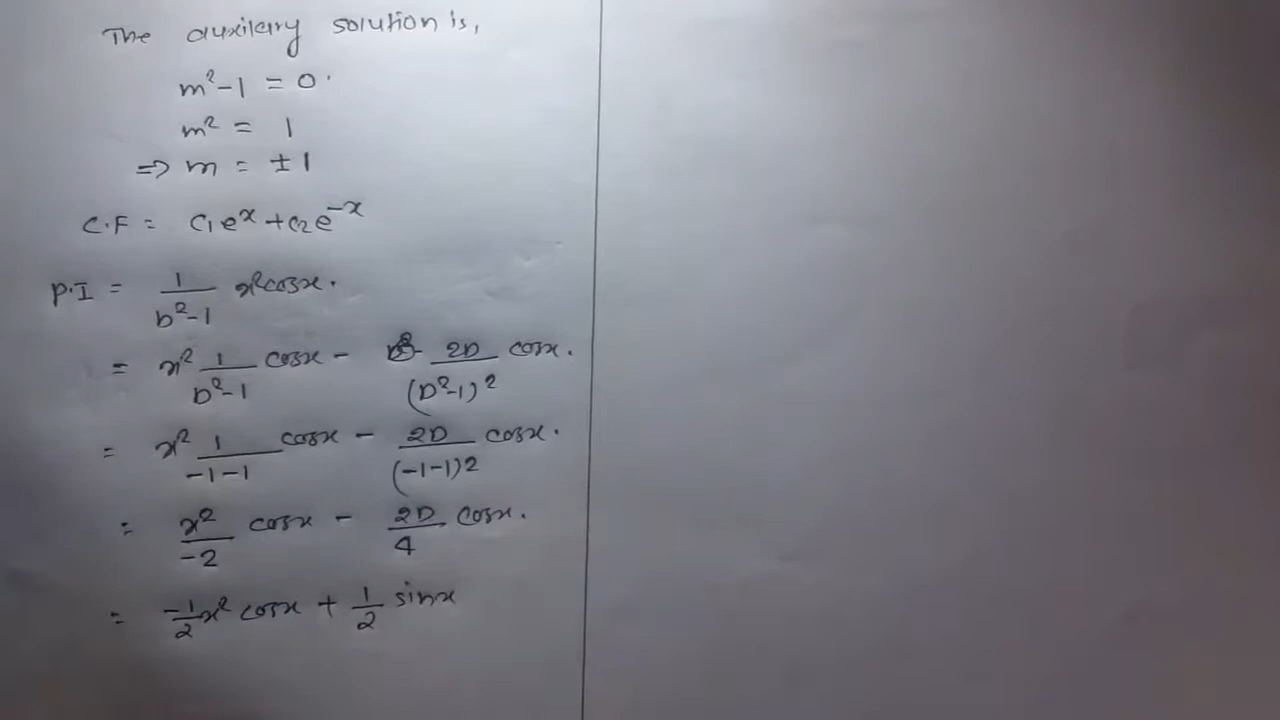 The auxilary solution is,
m² - 1 = 0.
m² = 1
=> m = ±1
C.F = c₁eˣ + c₂e⁻ˣ
P.I = 1/(D² - 1) x² cosx.
= x² 1/(D² - 1) cosx - 2D/(D² - 1)² cosx.
= x² 1/(-1-1) cosx - 2D/(-1-1)2 cosx.
= x²/-2 cosx - 2D/4 cosx.
= -1/2 x² cosx + 1/2 sinx